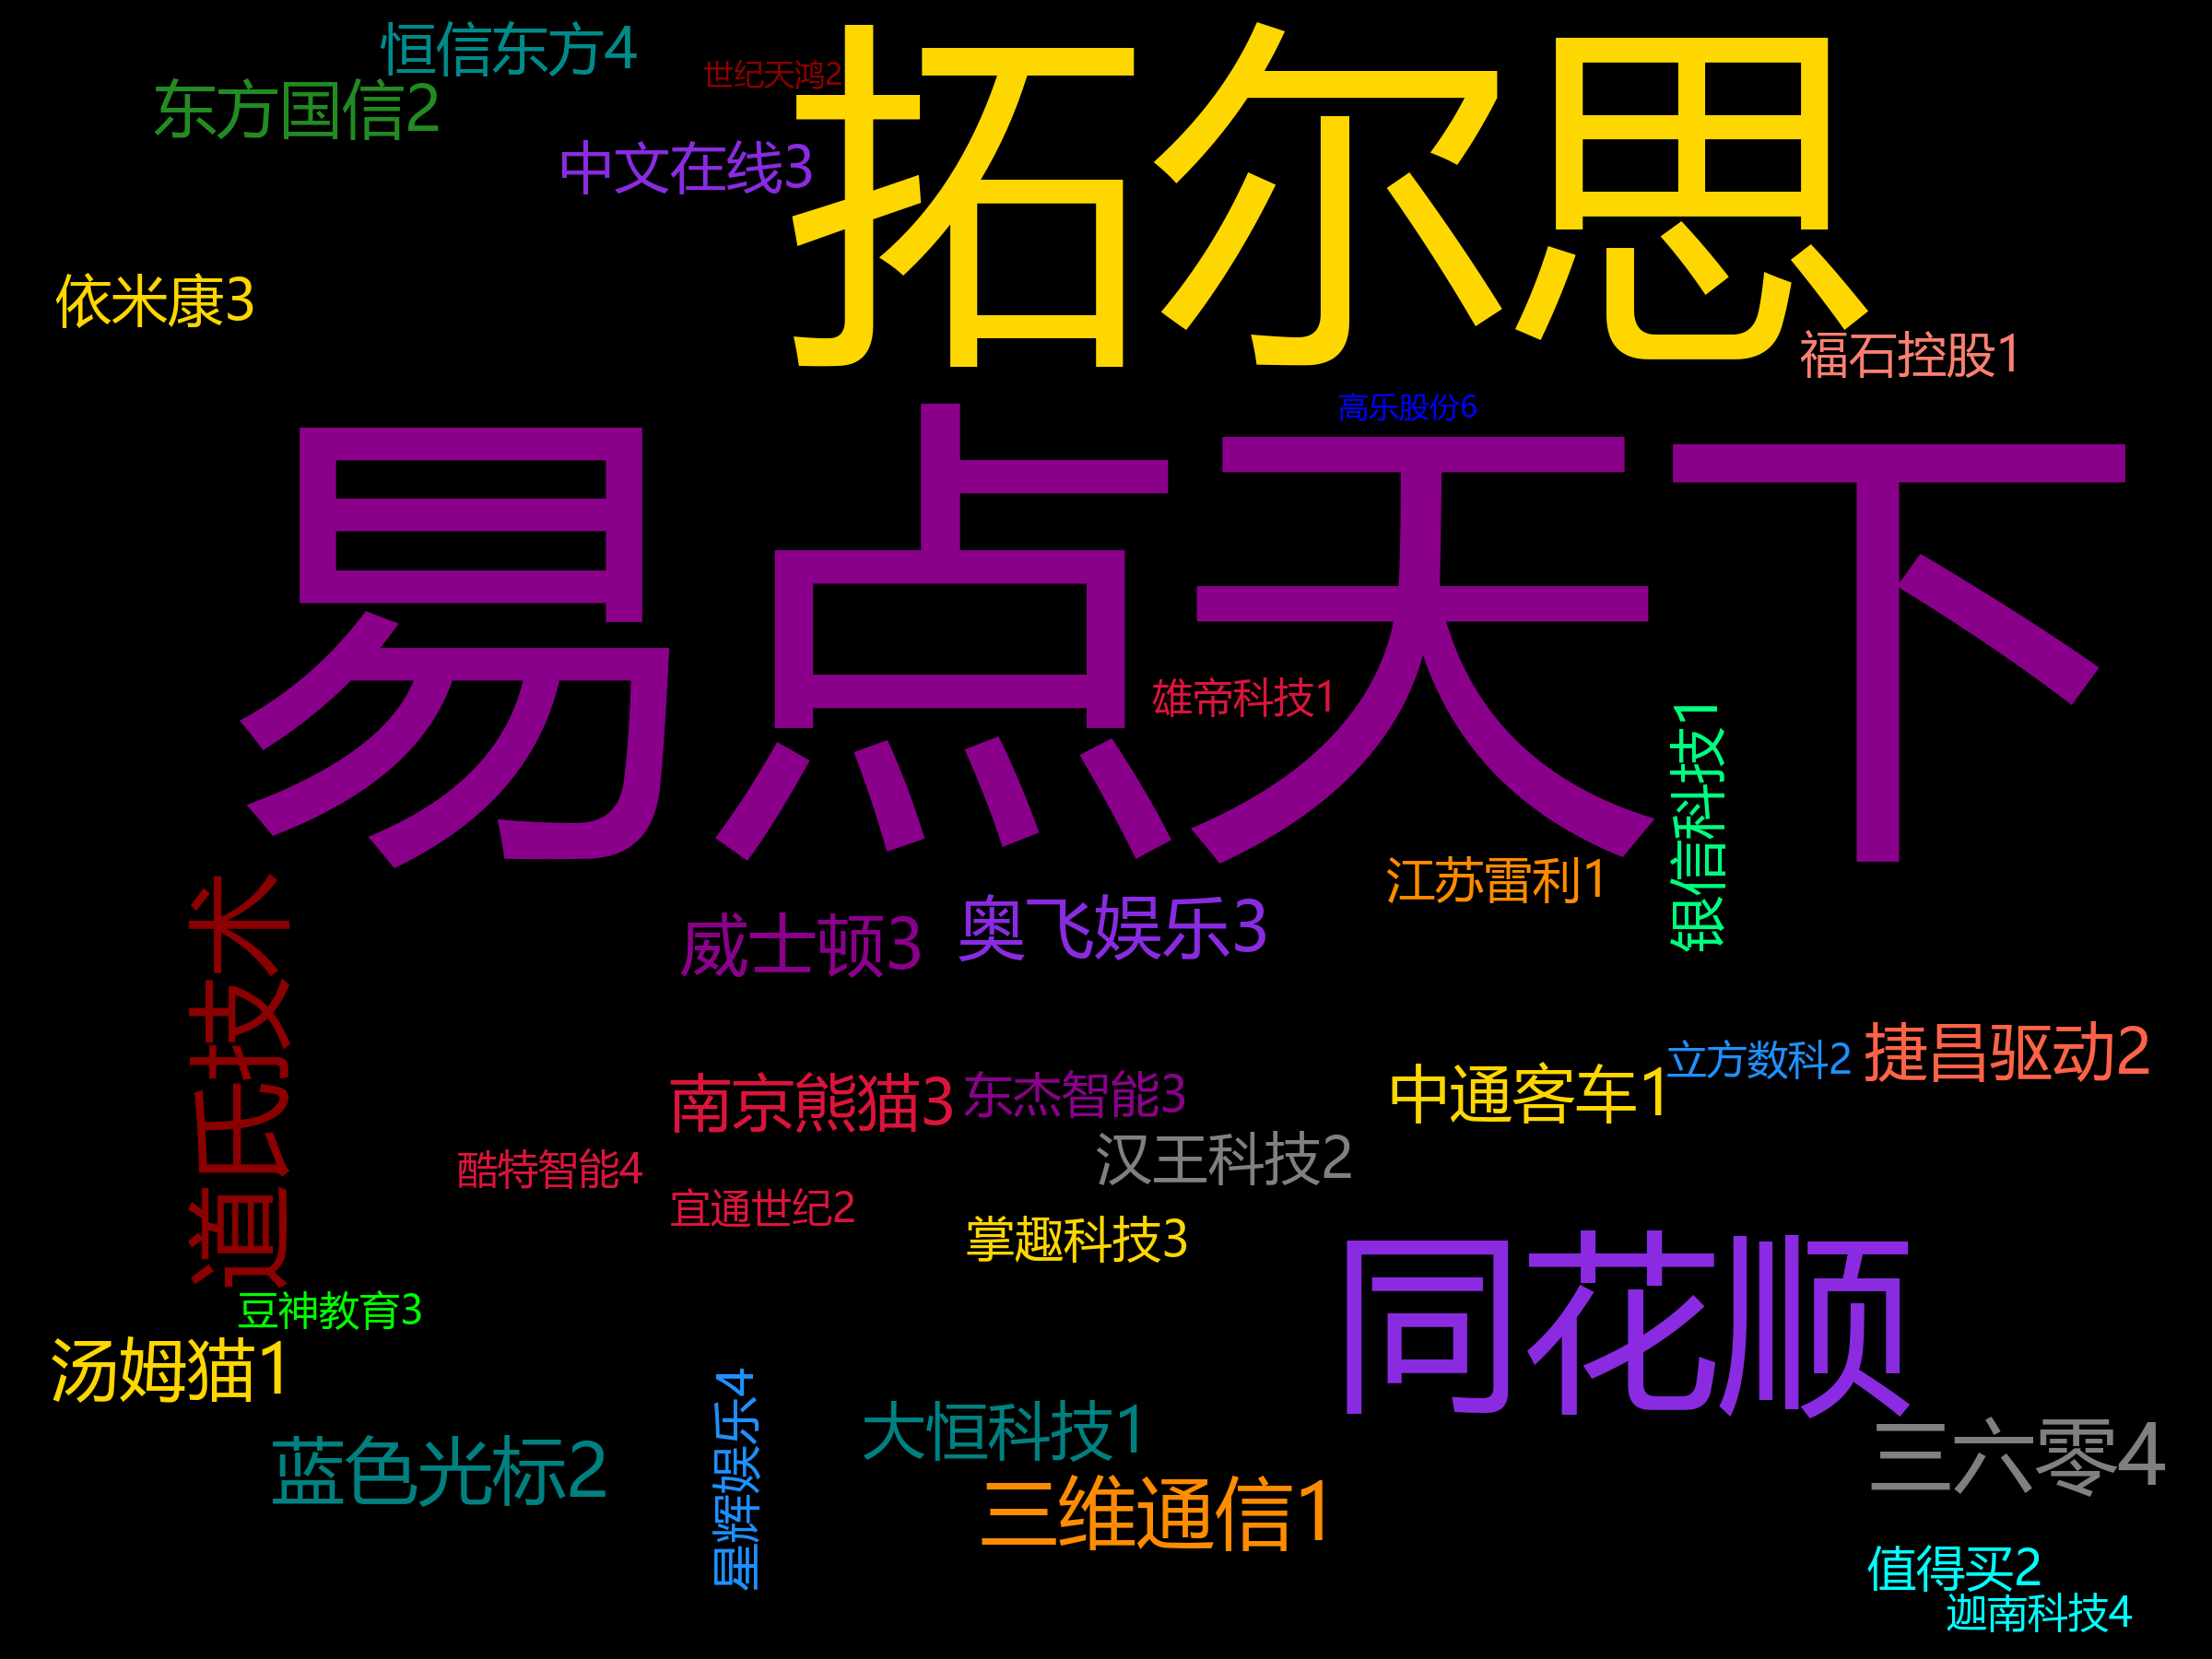 恒信东方4
世纪天鸿2
拓尔思
东方国信2
中文在线3
依米康3
福石控股1
高乐股份6
易点天下
雄帝科技1
银信科技1
江苏雷利1
奥飞娱乐3
威士顿3
道氏技术
捷昌驱动2
立方数科2
中通客车1
南京熊猫3
东杰智能3
汉王科技2
酷特智能4
宜通世纪2
掌趣科技3
同花顺
豆神教育3
汤姆猫1
星辉娱乐4
大恒科技1
三六零4
蓝色光标2
三维通信1
值得买2
迦南科技4